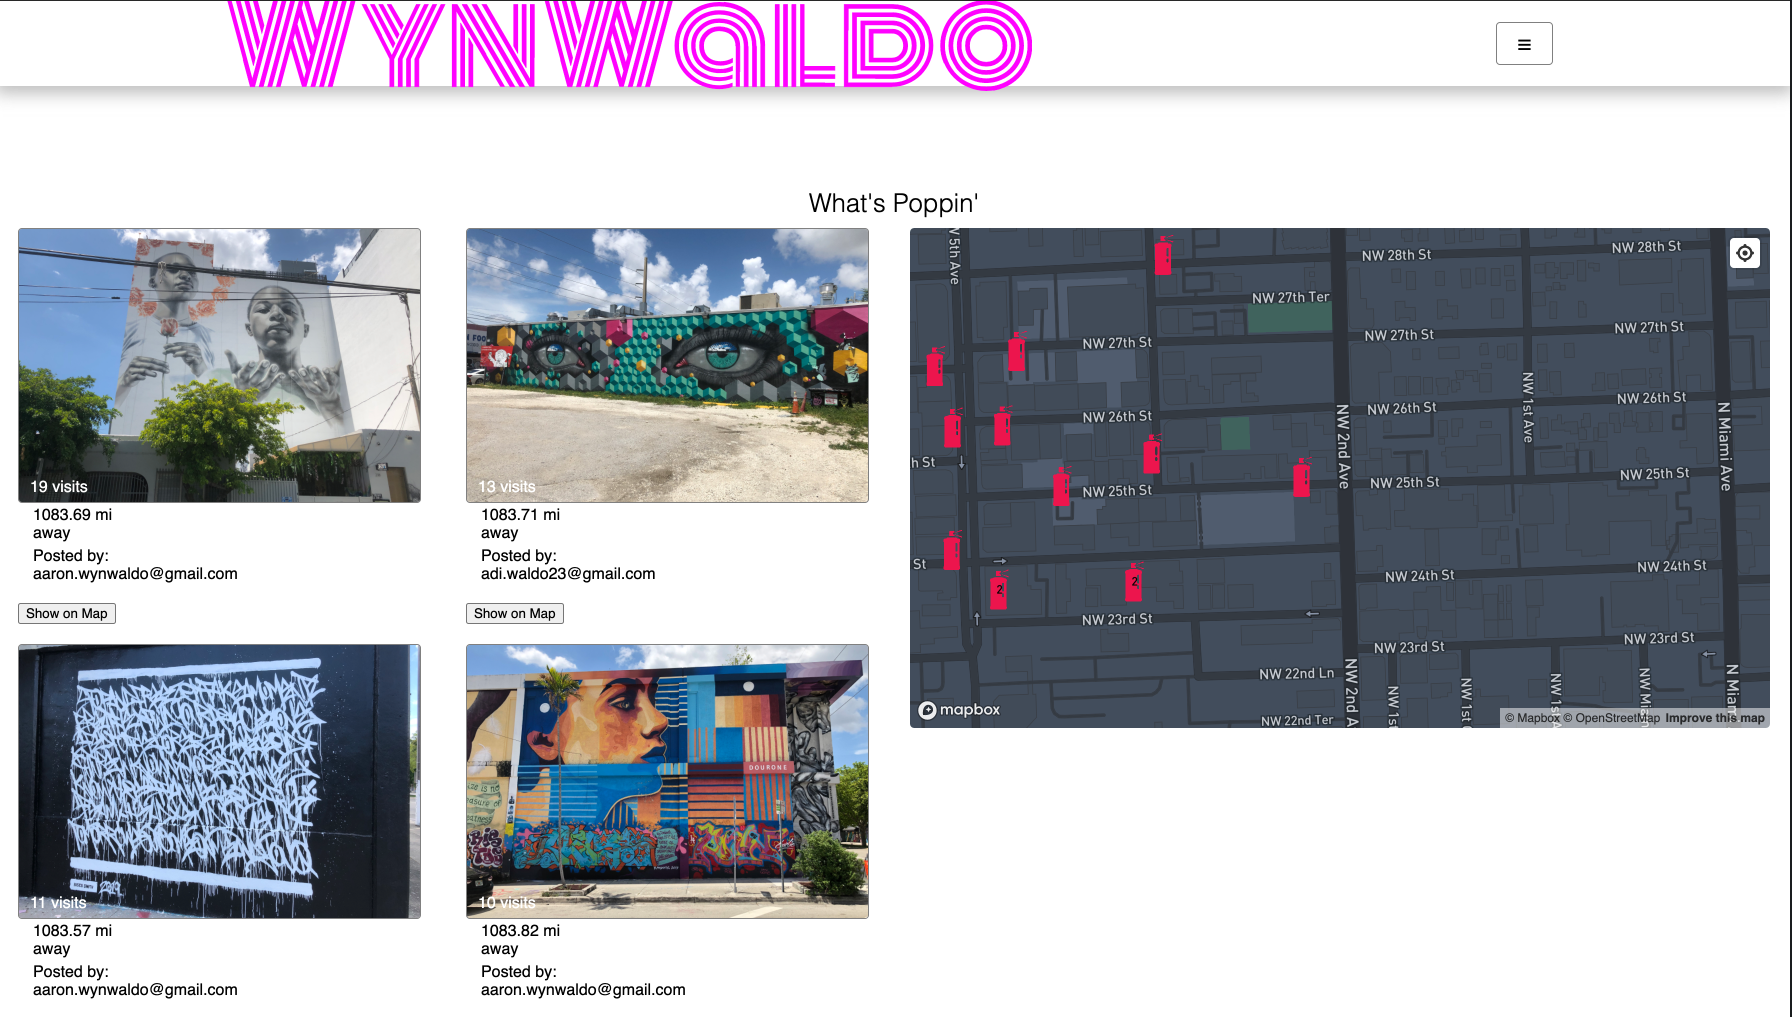 WYNWALDO
What's Poppin'
19 visits
1083.69 mi
away
Posted by:
aaron.wynwaldo@gmail.com
Show on Map
13 visits
1083.71 mi
away
Posted by:
adi.waldo23@gmail.com
Show on Map
11 visits
1083.57 mi
away
Posted by:
aaron.wynwaldo@gmail.com
DOURONE
10 visits
1083.82 mi
away
Posted by:
aaron.wynwaldo@gmail.com
W 5th Ave
NW 28th St
NW 28th St
NW 27th Ter
NW 27th St
NW 27th St
NW 27th St
NW 26th St
NW 26th St
NW 26th St
NW 1st Ave
NW 2nd Ave
N Miami Ave
h St
NW 25th St
NW 25th St
NW 25th St
St
NW 24th St
NW 24th St
2
2
NW 23rd St
NW 23rd St
NW 23rd St
NW 22nd Ln
NW 2nd A
NW 1st
NW 1st
NW 1st A
NW Miami
N Miami
NW 22nd Ter
mapbox
© Mapbox © OpenStreetMap Improve this map